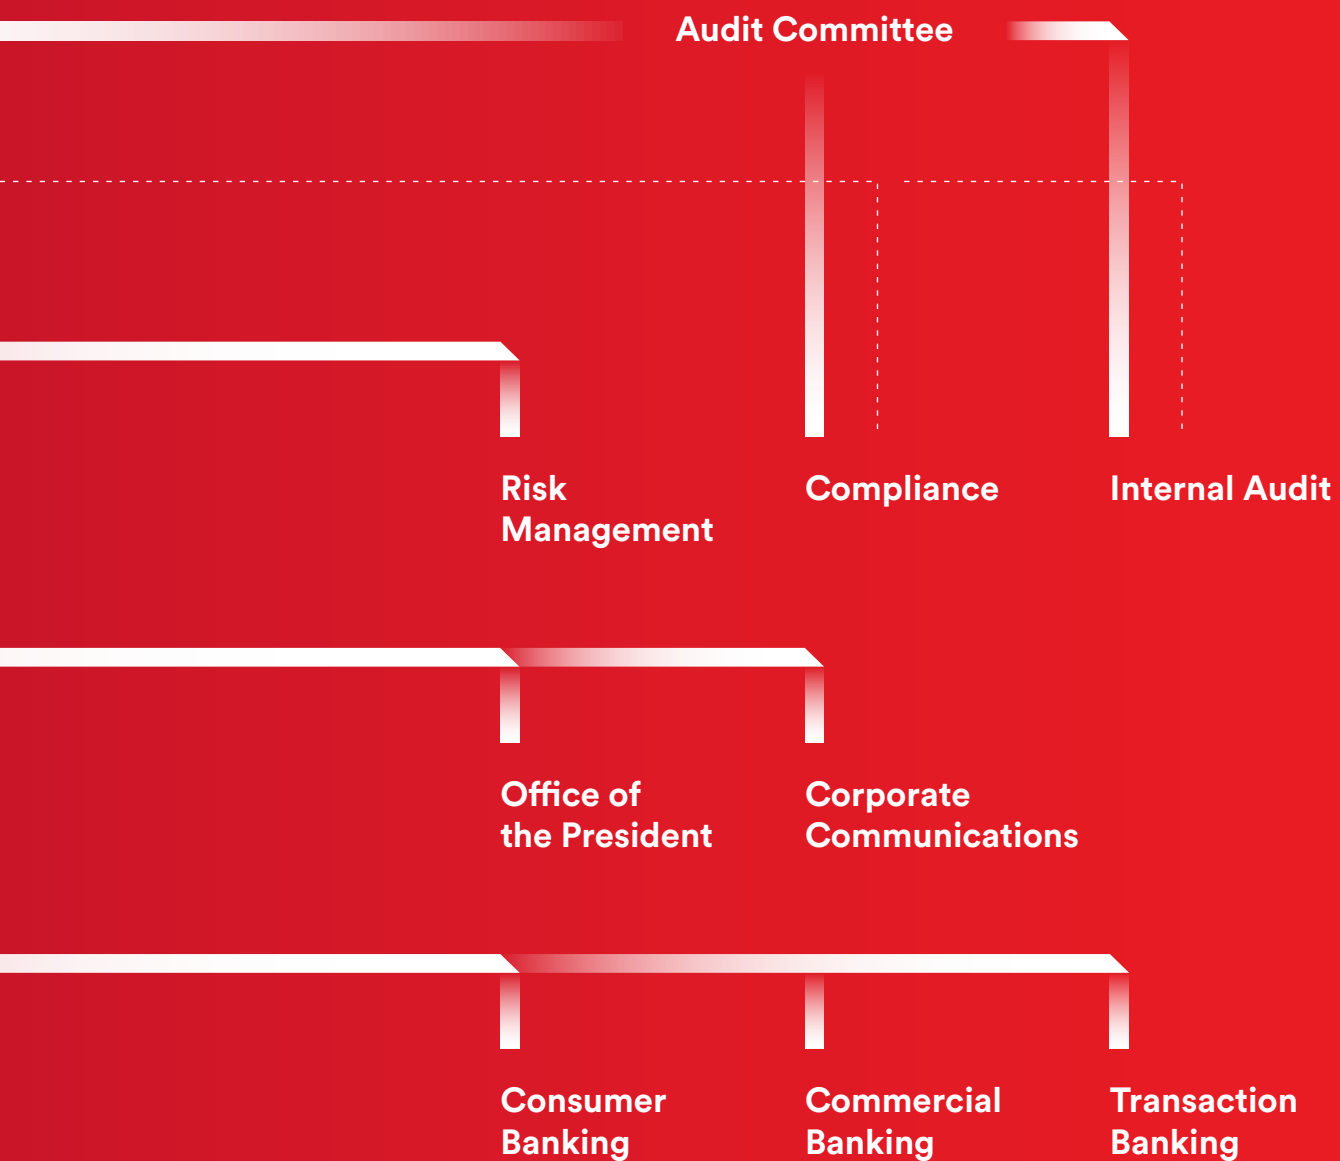 Audit Committee
Risk
Management
Compliance
Internal Audit
Office of
the President
Corporate
Communications
Consumer
Banking
Commercial
Banking
Transaction
Banking